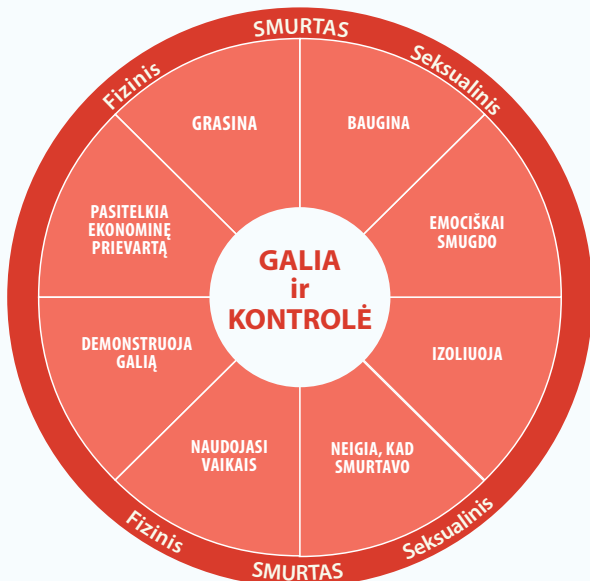 SMURTAS
Fizinis
Seksualinis
GRASINA
BAUGINA
PASITELKIA
EKONOMINĘ
PRIEVARTĄ
EMOCIŠKAI
SMUGDO
GALIA
ir
KONTROLĖ
DEMONSTRUOJA
GALIĄ
IZOLIUOJA
NAUDOJASI
VAIKAIS
NEIGIA, KAD
SMURTAVO
Fizinis
Seksualinis
SMURTAS